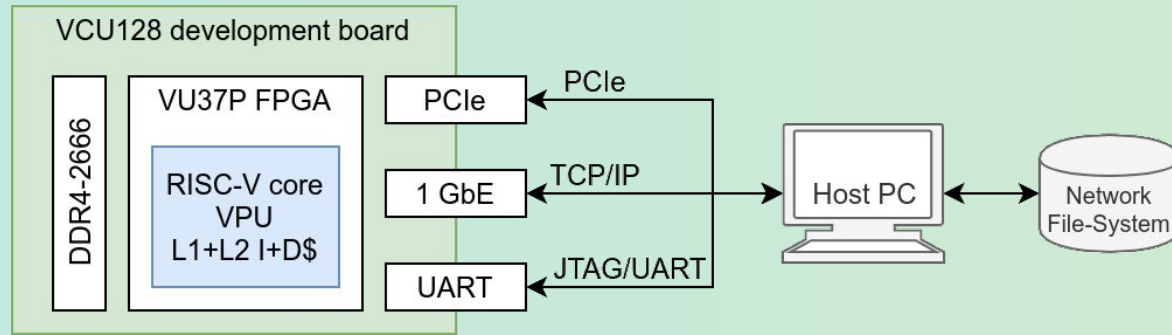 VCU128 development board
DDR4-2666
VU37P FPGA
RISC-V core
VPU
L1+L2 I+D$
PCIe
1 GbE
UART
PCIe
TCP/IP
JTAG/UART
Host PC
Network
File-System